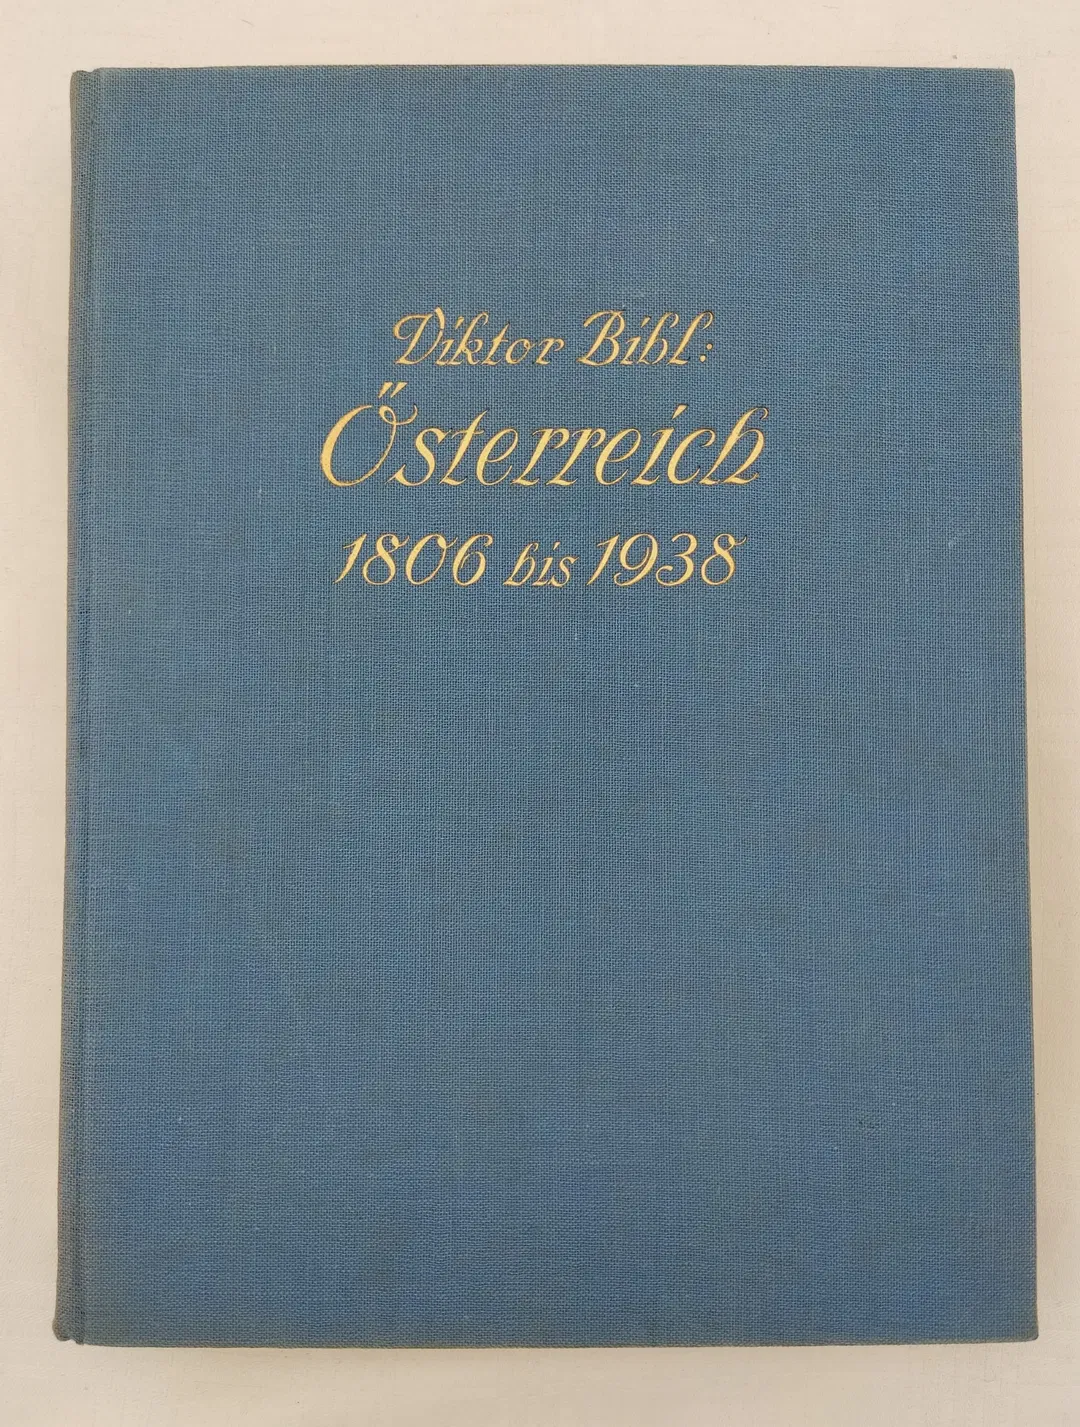 Viktor Bibl:
Österreich
1806 bis 1938